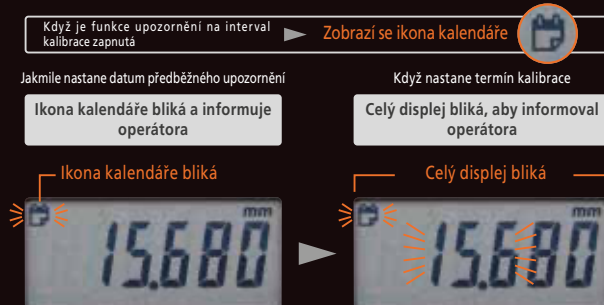 Když je funkce upozornění na interval
kalibrace zapnutá
Zobrazí se ikona kalendáře
Jakmile nastane datum předběžného upozornění
Když nastane termín kalibrace
Ikona kalendáře bliká a informuje
operátora
Celý displej bliká, aby informoval
operátora
Ikona kalendáře bliká
Celý displej bliká
mm
15.680
mm
15.680